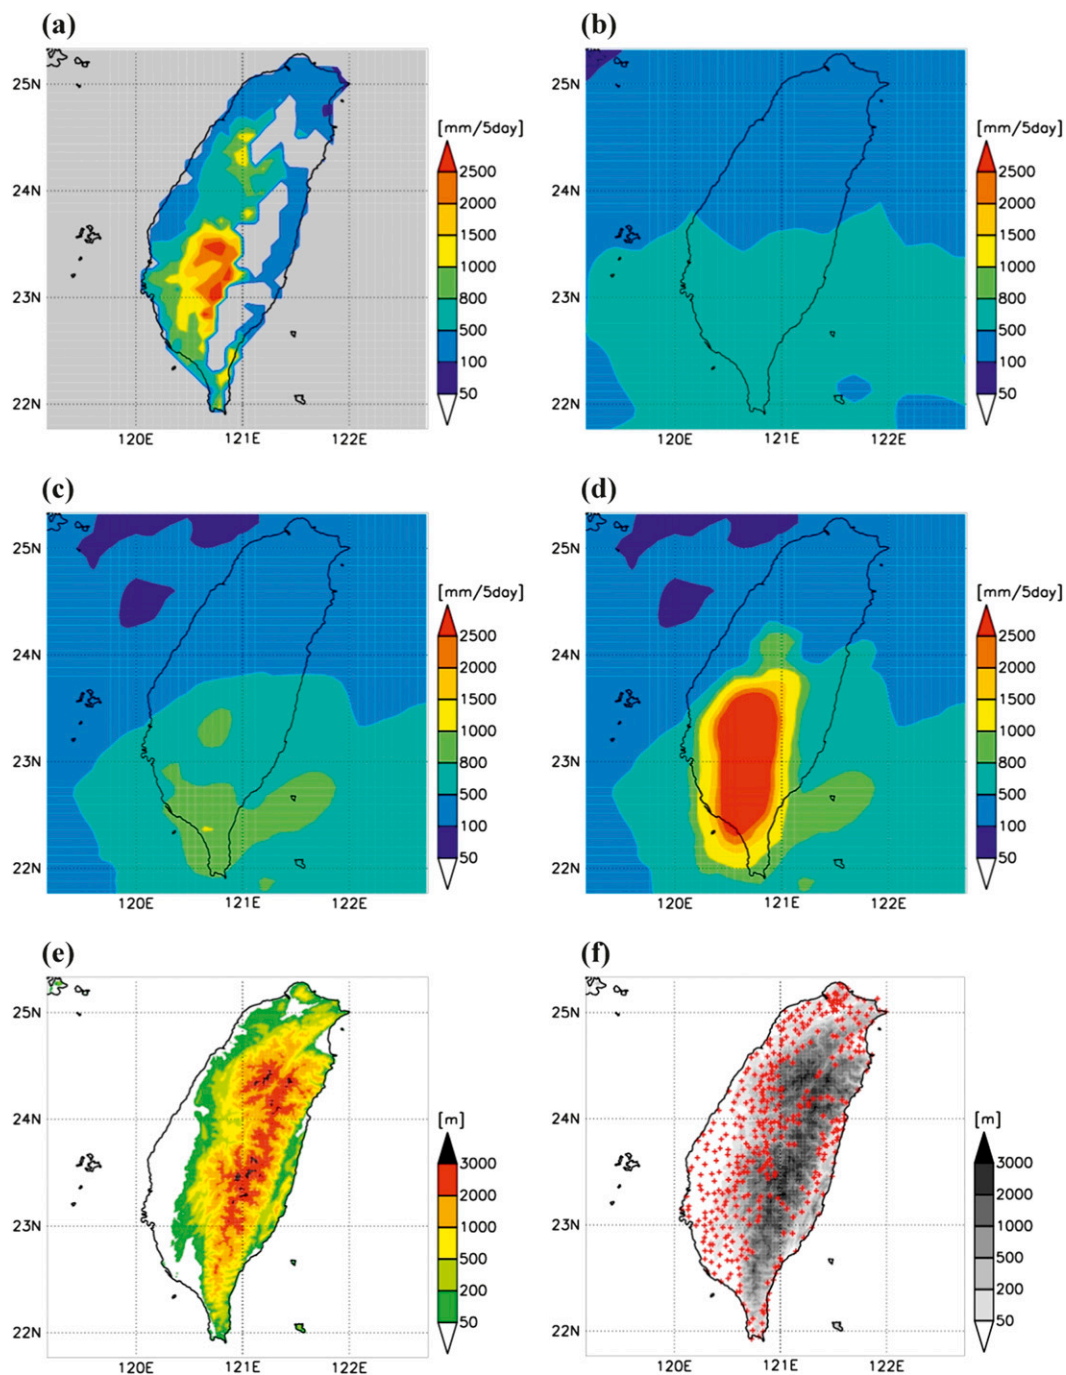 (a)
25N
24N
23N
22N
120E 121E 122E
[mm/5day]
2500
2000
1500
1000
800
500
100
50
(b)
25N
24N
23N
22N
120E 121E 122E
[mm/5day]
2500
2000
1500
1000
800
500
100
50
(c)
25N
24N
23N
22N
120E 121E 122E
[mm/5day]
2500
2000
1500
1000
800
500
100
50
(d)
25N
24N
23N
22N
120E 121E 122E
[mm/5day]
2500
2000
1500
1000
800
500
100
50
(e)
25N
24N
23N
22N
120E 121E 122E
[m]
3000
2000
1000
500
200
50
(f)
25N
24N
23N
22N
120E 121E 122E
[m]
3000
2000
1000
500
200
50